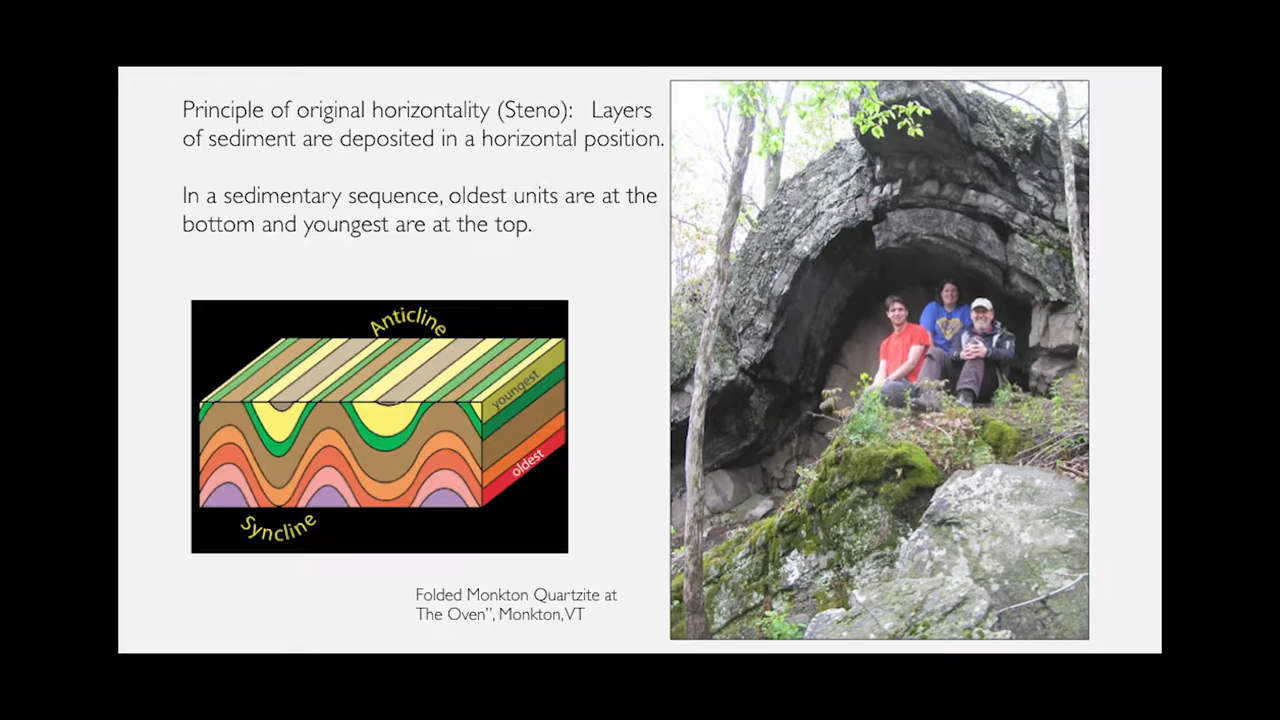 Principle of original horizontality (Steno): Layers
of sediment are deposited in a horizontal position.
In a sedimentary sequence, oldest units are at the
bottom and youngest are at the top.
Anticline
youngest
oldest
Syncline
Folded Monkton Quartzite at
The Oven”, Monkton, VT